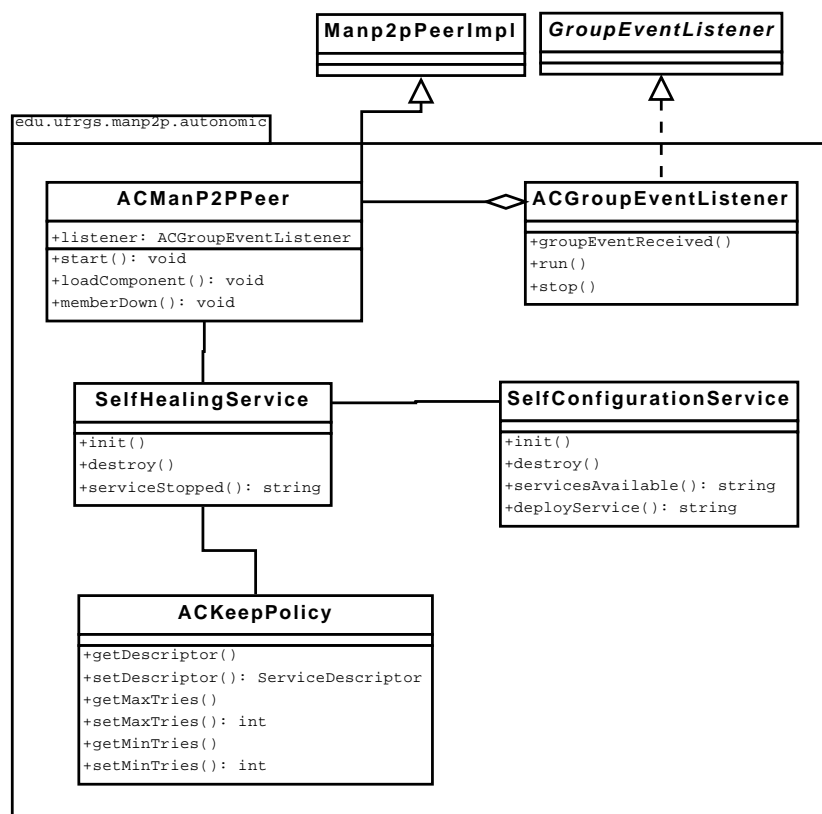 Manp2pPeerImpl
GroupEventListener
edu.ufrgs.manp2p.autonomic
ACManP2PPeer
+listener: ACGroupEventListener
+start(): void
+loadComponent(): void
+memberDown(): void
ACGroupEventListener
+groupEventReceived()
+run()
+stop()
SelfHealingService
+init()
+destroy()
+serviceStopped(): string
SelfConfigurationService
+init()
+destroy()
+servicesAvailable(): string
+deployService(): string
ACKeepPolicy
+getDescriptor()
+setDescriptor(): ServiceDescriptor
+getMaxTries()
+setMaxTries(): int
+getMinTries()
+setMinTries(): int